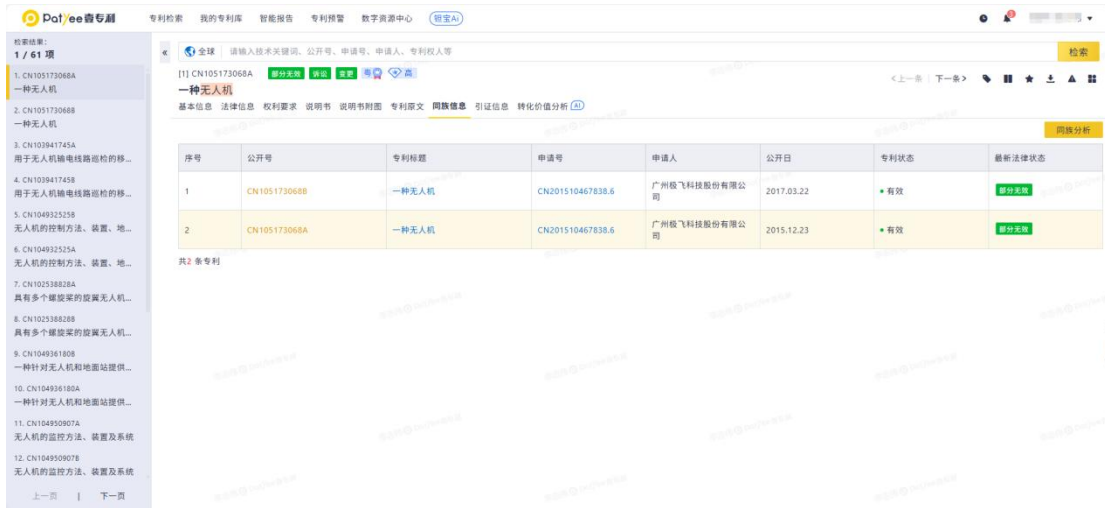 Patyee壹专利 专利检索 我的专利库 智能报告 专利预警 数字资源中心 银宝Ai
检索结果:
1 / 61 项
1. CN105173068A
一种无人机
2. CN105173068B
一种无人机
3. CN103941745A
用于无人机输电线路巡检的移...
4. CN103941745B
用于无人机输电线路巡检的移...
5. CN104932525B
无人机的控制方法、装置、地...
6. CN104932525A
无人机的控制方法、装置、地...
7. CN102538828A
具有多个螺旋桨的旋翼无人机...
8. CN102538828B
具有多个螺旋桨的旋翼无人机...
9. CN104936180B
一种针对无人机和地面站提供...
10. CN104936180A
一种针对无人机和地面站提供...
11. CN104950907A
无人机的监控方法、装置及系统
12. CN104950907B
无人机的监控方法、装置及系统
上一页 | 下一页
« 全球 请输入技术关键词、公开号、申请号、申请人、专利权人等 检索
[1] CN105173068A 部分无效 诉讼 变更 粤 高 <上一条 下一条>
一种无人机
基本信息 法律信息 权利要求 说明书 说明书附图 专利原文 同族信息 引证信息 转化价值分析 AI
同族分析
序号 公开号 专利标题 申请号 申请人 公开日 专利状态 最新法律状态
1 CN105173068B 一种无人机 CN201510467838.6 广州极飞科技股份有限公司 2017.03.22 有效 部分无效
2 CN105173068A 一种无人机 CN201510467838.6 广州极飞科技股份有限公司 2015.12.23 有效 部分无效
共2 条专利